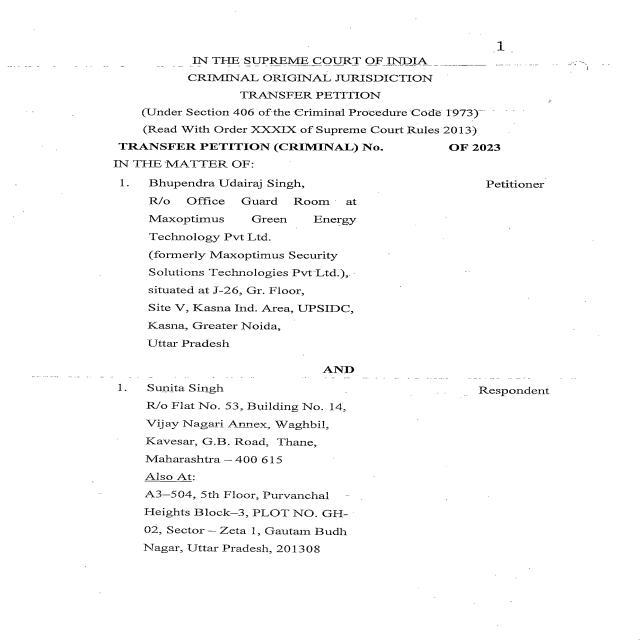 1
IN THE SUPREME COURT OF INDIA
CRIMINAL ORIGINAL JURISDICTION
TRANSFER PETITION
(Under Section 406 of the Criminal Procedure Code 1973)
(Read With Order XXXIX of Supreme Court Rules 2013)
TRANSFER PETITION (CRIMINAL) No. OF 2023
IN THE MATTER OF:
1. Bhupendra Udairaj Singh, Petitioner
R/o Office Guard Room at
Maxoptimus Green Energy
Technology Pvt Ltd.
(formerly Maxoptimus Security
Solutions Technologies Pvt Ltd.),
situated at J-26, Gr. Floor,
Site V, Kasna Ind. Area, UPSIDC,
Kasna, Greater Noida,
Uttar Pradesh
AND
1. Sunita Singh Respondent
R/o Flat No. 53, Building No. 14,
Vijay Nagari Annex, Waghbil,
Kavesar, G.B. Road, Thane,
Maharashtra – 400 615
Also At:
A3–504, 5th Floor, Purvanchal
Heights Block–3, PLOT NO. GH-
02, Sector – Zeta 1, Gautam Budh
Nagar, Uttar Pradesh, 201308